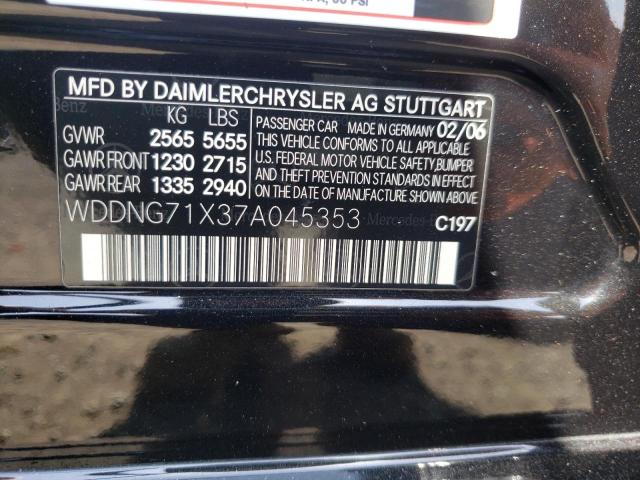 MFD BY DAIMLERCHRYSLER AG STUTTGART
KG LBS
GVWR 2565 5655
GAWR FRONT 1230 2715
GAWR REAR 1335 2940
PASSENGER CAR MADE IN GERMANY 02/06
THIS VEHICLE CONFORMS TO ALL APPLICABLE
U.S. FEDERAL MOTOR VEHICLE SAFETY,BUMPER
AND THEFT PREVENTION STANDARDS IN EFFECT
ON THE DATE OF MANUFACTURE SHOWN ABOVE.
WDDNG71X37A045353
C197